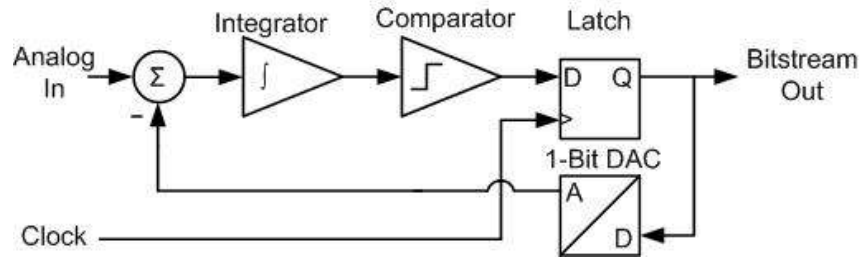 Integrator
Comparator
Latch
Analog
In
Σ
∫
D Q
Bitstream
Out
−
>
1-Bit DAC
A
D
Clock